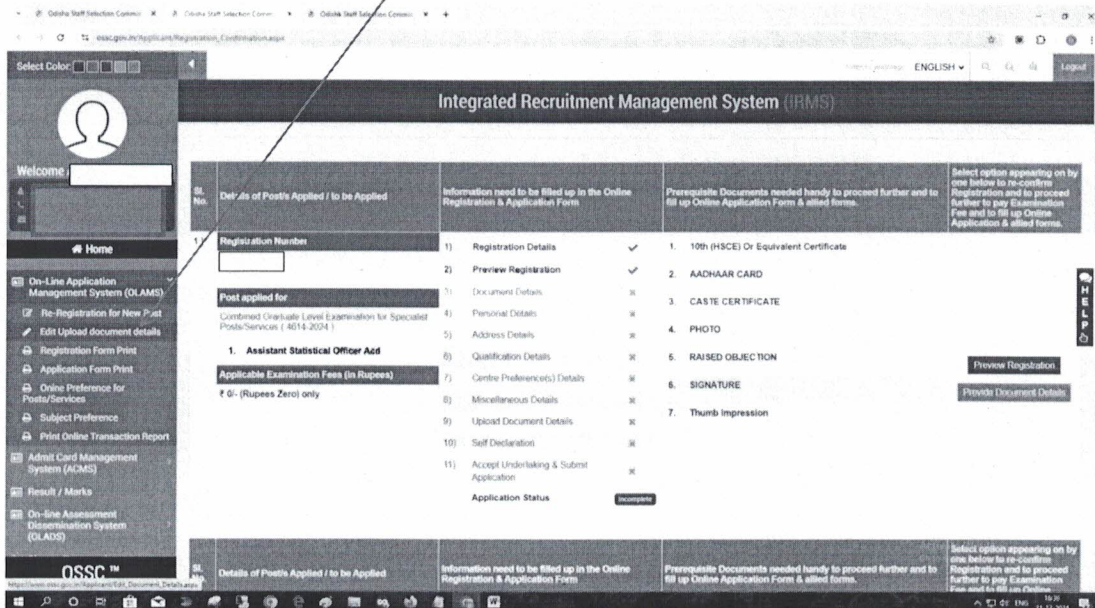 Odisha Staff Selection Commis
Odisha Staff Selection Comm
Odisha Staff Selection Commis
ossc.gov.in/Applicant/Registration_Confirmation.aspx
Select Color:
ENGLISH
Logout
Integrated Recruitment Management System (IRMS)
Welcome
Home
On-Line Application Management System (OLAMS)
Re-Registration for New Post
Edit Upload document details
Registration Form Print
Application Form Print
Onine Preference for Posts/Services
Subject Preference
Print Online Transaction Report
Admit Card Management System (ACMS)
Result / Marks
On-line Assessment Dissemination System (OLADS)
OSSC ™
Sl. No.
Details of Post/s Applied / to be Applied
Information need to be filled up in the Online Registration & Application Form
Prerequisite Documents needed handy to proceed further and to fill up Online Application Form & allied forms.
Select option appearing on by one below to re-confirm Registration and to proceed further to pay Examination Fee and to fill up Online Application & allied forms.
Registration Number
Post applied for
Combined Graduate Level Examination for Specialist Posts/Services ( 4614-2024 )
1. Assistant Statistical Officer Acd
Applicable Examination Fees (in Rupees)
₹ 0/- (Rupees Zero) only
1) Registration Details
2) Preview Registration
3) Document Details
4) Personal Details
5) Address Details
6) Qualification Details
7) Centre Preference(s) Details
8) Miscellaneous Details
9) Upload Document Details
10) Self Declaration
11) Accept Undertaking & Submit Application
Application Status Incomplete
1. 10th (HSCE) Or Equivalent Certificate
2. AADHAAR CARD
3. CASTE CERTIFICATE
4. PHOTO
5. RAISED OBJECTION
6. SIGNATURE
7. Thumb Impression
Preview Registration
Provide Document Details
HELP
Sl. No.
Details of Post/s Applied / to be Applied
Information need to be filled up in the Online Registration & Application Form
Prerequisite Documents needed handy to proceed further and to fill up Online Application Form & allied forms.
Select option appearing on by one below to re-confirm Registration and to proceed further to pay Examination Fee and to fill up Online
ENG
16:36